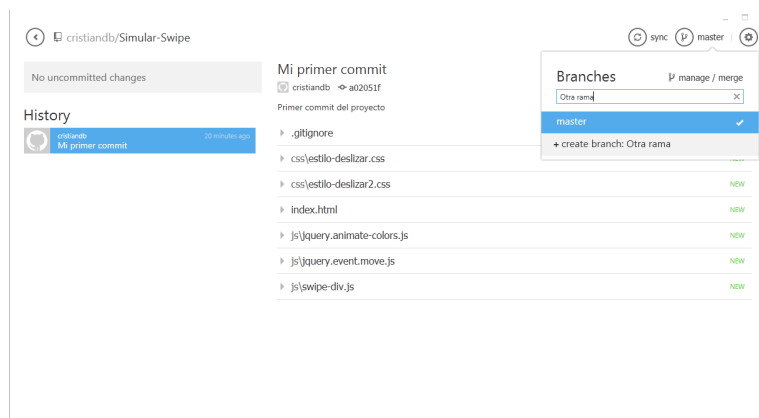 cristiandb/Simular-Swipe
sync
master
No uncommitted changes
History
cristiandb
20 minutes ago
Mi primer commit
Mi primer commit
cristiandb
a02051f
Primer commit del proyecto
.gitignore
css\estilo-deslizar.css
NEW
css\estilo-deslizar2.css
NEW
index.html
NEW
js\jquery.animate-colors.js
NEW
js\jquery.event.move.js
NEW
js\swipe-div.js
NEW
Branches
manage / merge
Otra rama
master
+ create branch: Otra rama